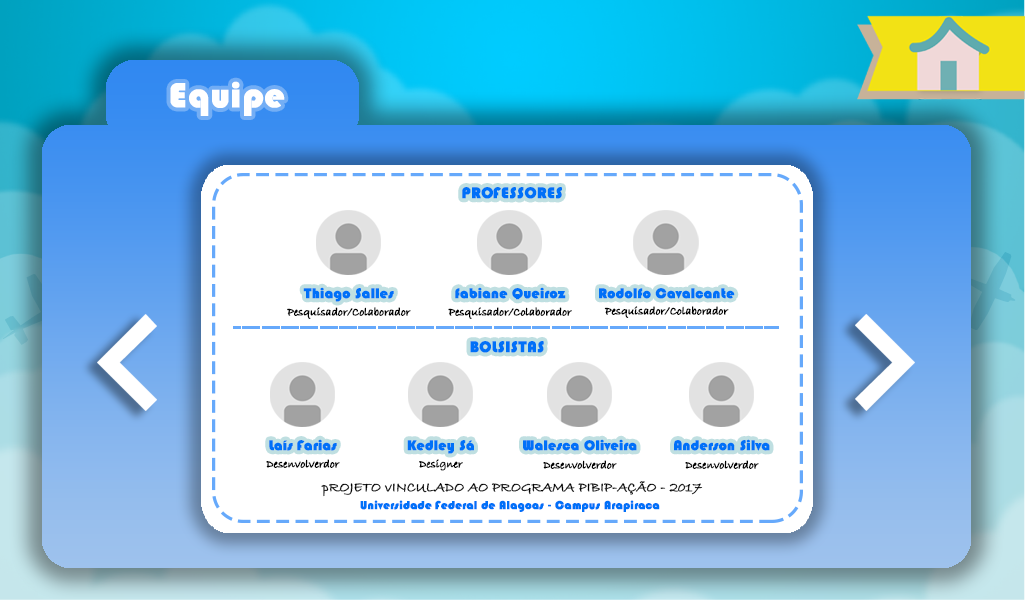 Equipe
PROFESSORES
Thiago Salles fabiane Queiroz Rodolfo Cavalcante
Pesquisador/Colaborador Pesquisador/Colaborador Pesquisador/Colaborador
BOLSISTAS
Laís Farias Kedley Sá Walesca Oliveira Anderson Silva
Desenvolverdor Designer Desenvolverdor Desenvolverdor
pROJETO VINCULADO AO PROGRAMA PIBIP-AÇÃO - 2017
Universidade Federal de Alagoas - Campus Arapiraca